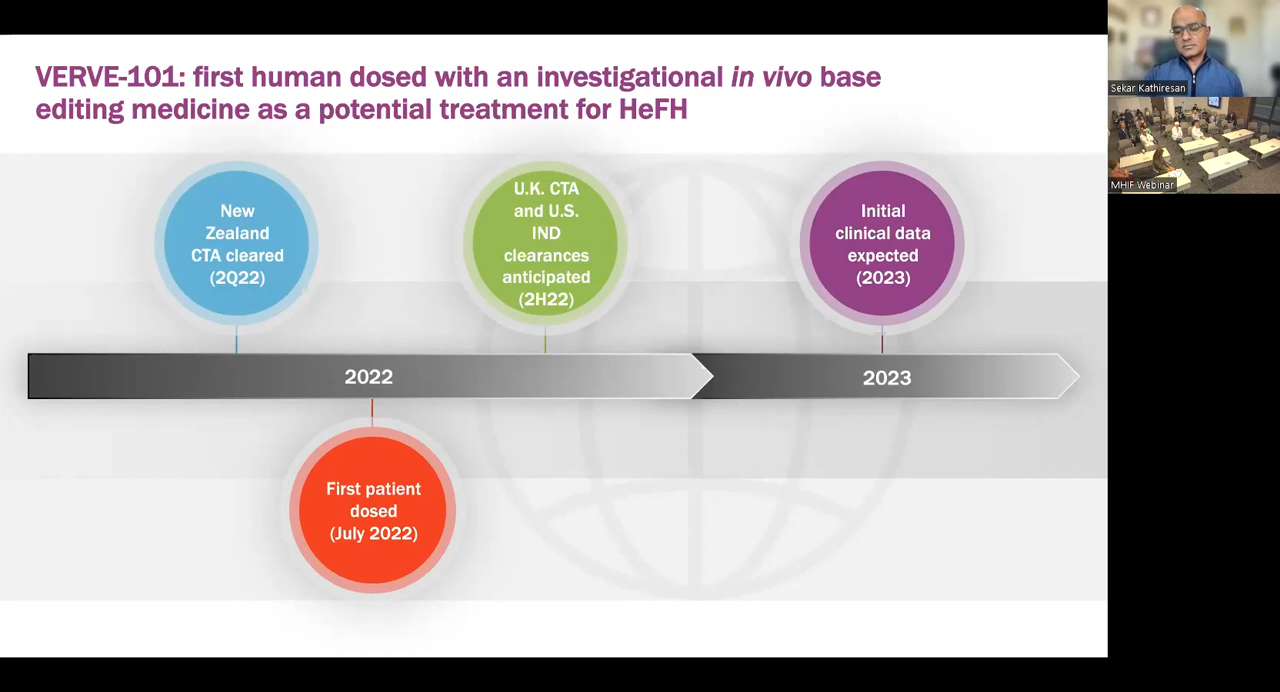 VERVE-101: first human dosed with an investigational in vivo base
editing medicine as a potential treatment for HeFH
New
Zealand
CTA cleared
(2Q22)
U.K. CTA
and U.S.
IND
clearances
anticipated
(2H22)
Initial
clinical data
expected
(2023)
2022
2023
First patient
dosed
(July 2022)
Sekar Kathiresan
MHIF Webinar